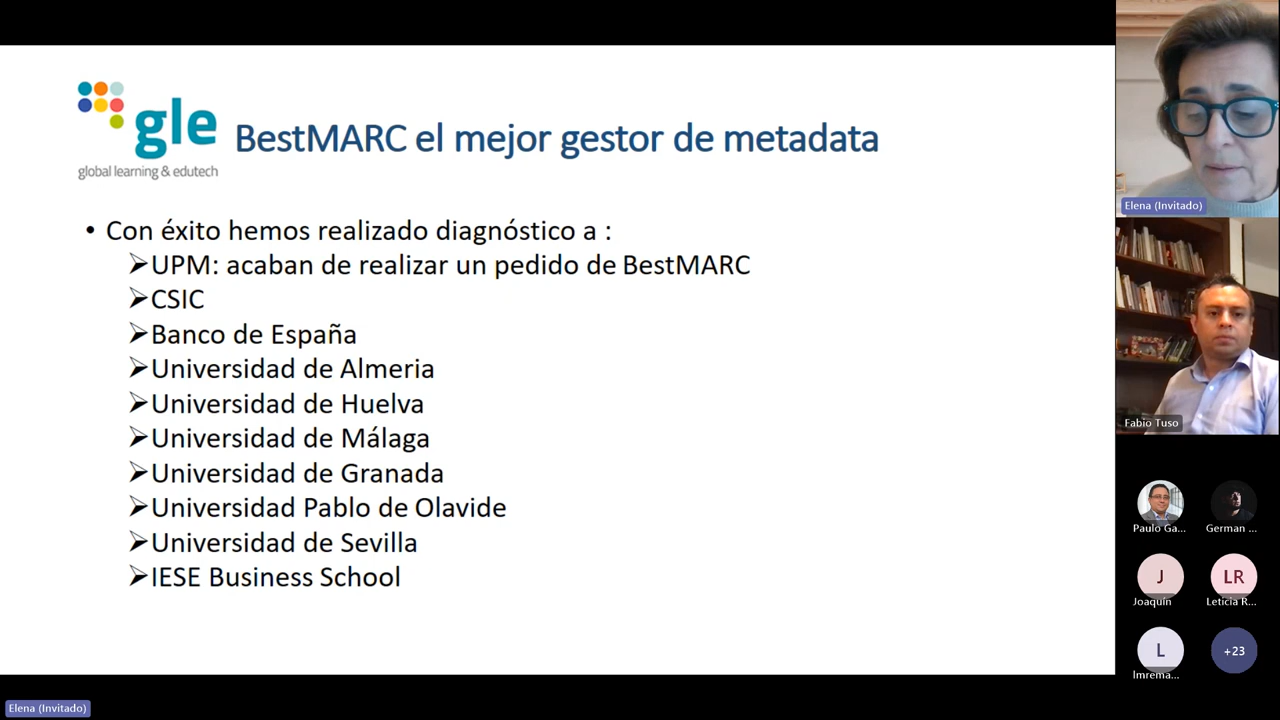 gle
global learning & edutech
BestMARC el mejor gestor de metadata
• Con éxito hemos realizado diagnóstico a :
➢UPM: acaban de realizar un pedido de BestMARC
➢CSIC
➢Banco de España
➢Universidad de Almeria
➢Universidad de Huelva
➢Universidad de Málaga
➢Universidad de Granada
➢Universidad Pablo de Olavide
➢Universidad de Sevilla
➢IESE Business School
Elena (Invitado)
Fabio Tuso
Paulo Ga...
German ...
J
LR
Joaquín
Leticia R...
L
+23
Imrema...
Elena (Invitado)